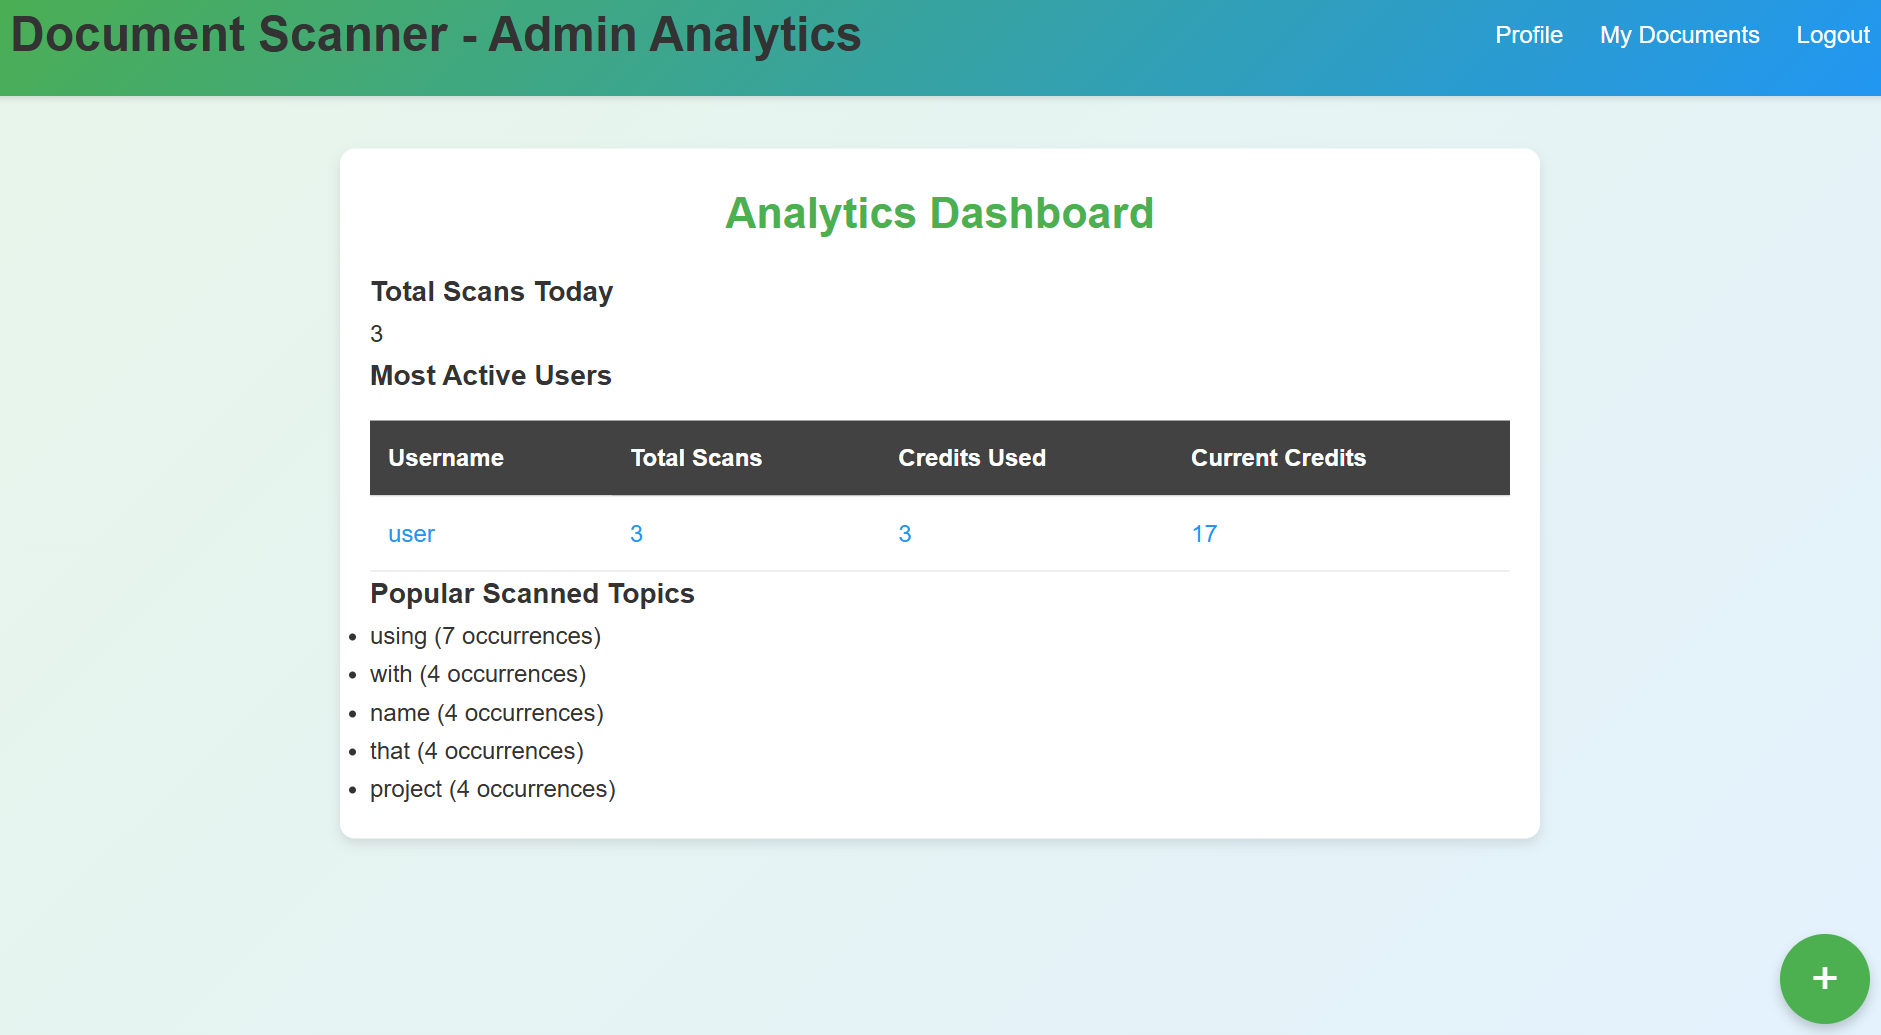 Document Scanner - Admin Analytics
Profile My Documents Logout
Analytics Dashboard
Total Scans Today
3
Most Active Users
Username Total Scans Credits Used Current Credits
user 3 3 17
Popular Scanned Topics
• using (7 occurrences)
• with (4 occurrences)
• name (4 occurrences)
• that (4 occurrences)
• project (4 occurrences)
+